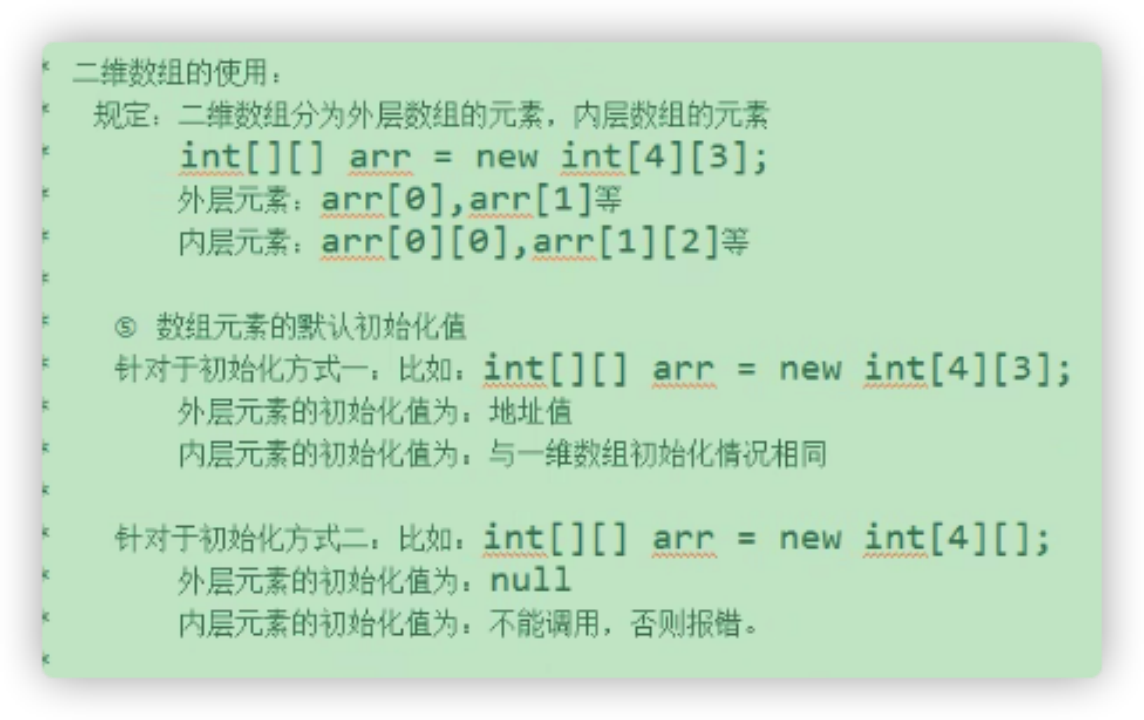 * 二维数组的使用：
* 规定：二维数组分为外层数组的元素，内层数组的元素
* int[][] arr = new int[4][3];
* 外层元素：arr[0],arr[1]等
* 内层元素：arr[0][0],arr[1][2]等
*
* ⑤ 数组元素的默认初始化值
* 针对于初始化方式一：比如：int[][] arr = new int[4][3];
* 外层元素的初始化值为：地址值
* 内层元素的初始化值为：与一维数组初始化情况相同
*
* 针对于初始化方式二：比如：int[][] arr = new int[4][];
* 外层元素的初始化值为：null
* 内层元素的初始化值为：不能调用，否则报错。
*